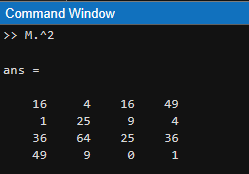 Command Window
>> M.^2
ans =
16 4 16 49
1 25 9 4
36 64 25 36
49 9 0 1